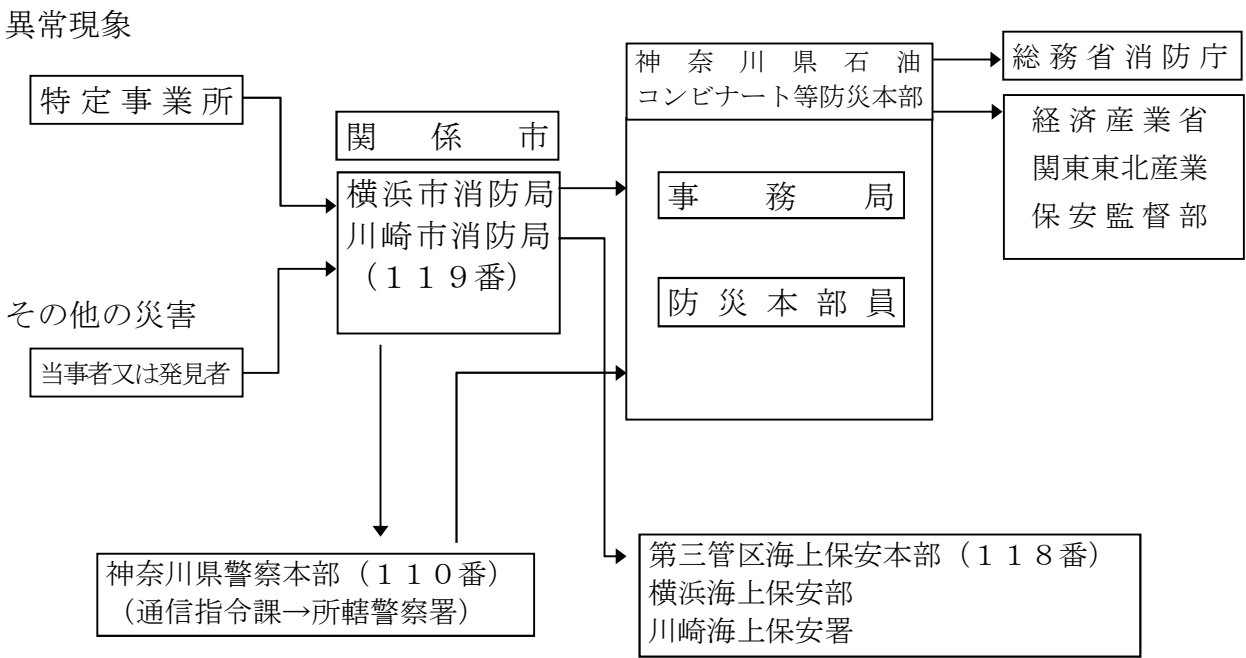 異常現象
特定事業所
関係市
横浜市消防局
川崎市消防局
（１１９番）
その他の災害
当事者又は発見者
神奈川県石油
コンビナート等防災本部
事務局
防災本部員
総務省消防庁
経済産業省
関東東北産業
保安監督部
神奈川県警察本部（１１０番）
（通信指令課→所轄警察署）
第三管区海上保安本部（１１８番）
横浜海上保安部
川崎海上保安署